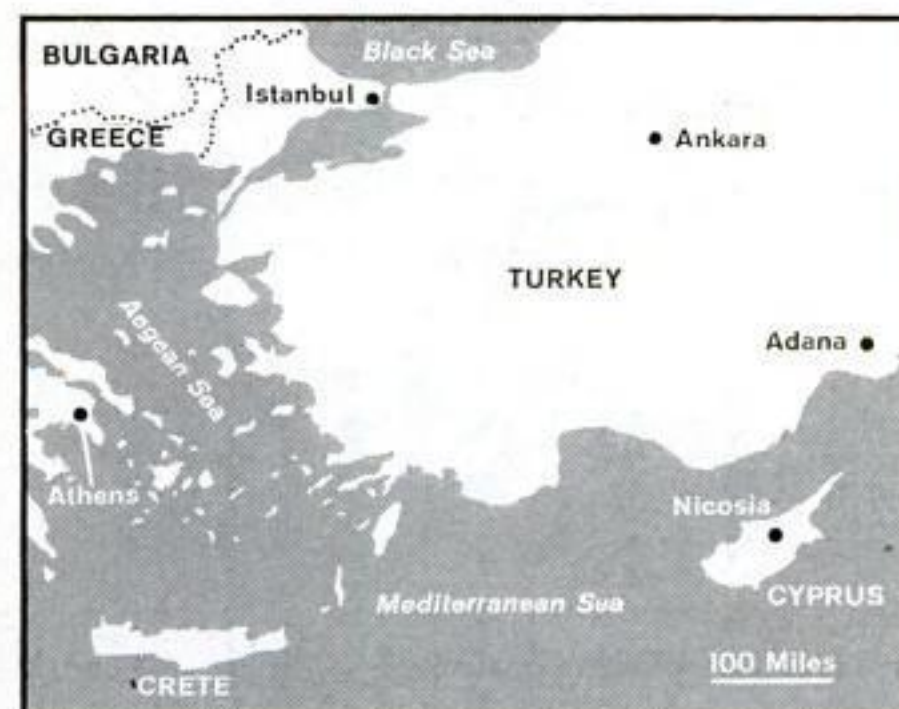 Black Sea
BULGARIA
Istanbul
GREECE
Ankara
TURKEY
Aegean Sea
Adana
Athens
Nicosia
Mediterranean Sea
CYPRUS
100 Miles
CRETE